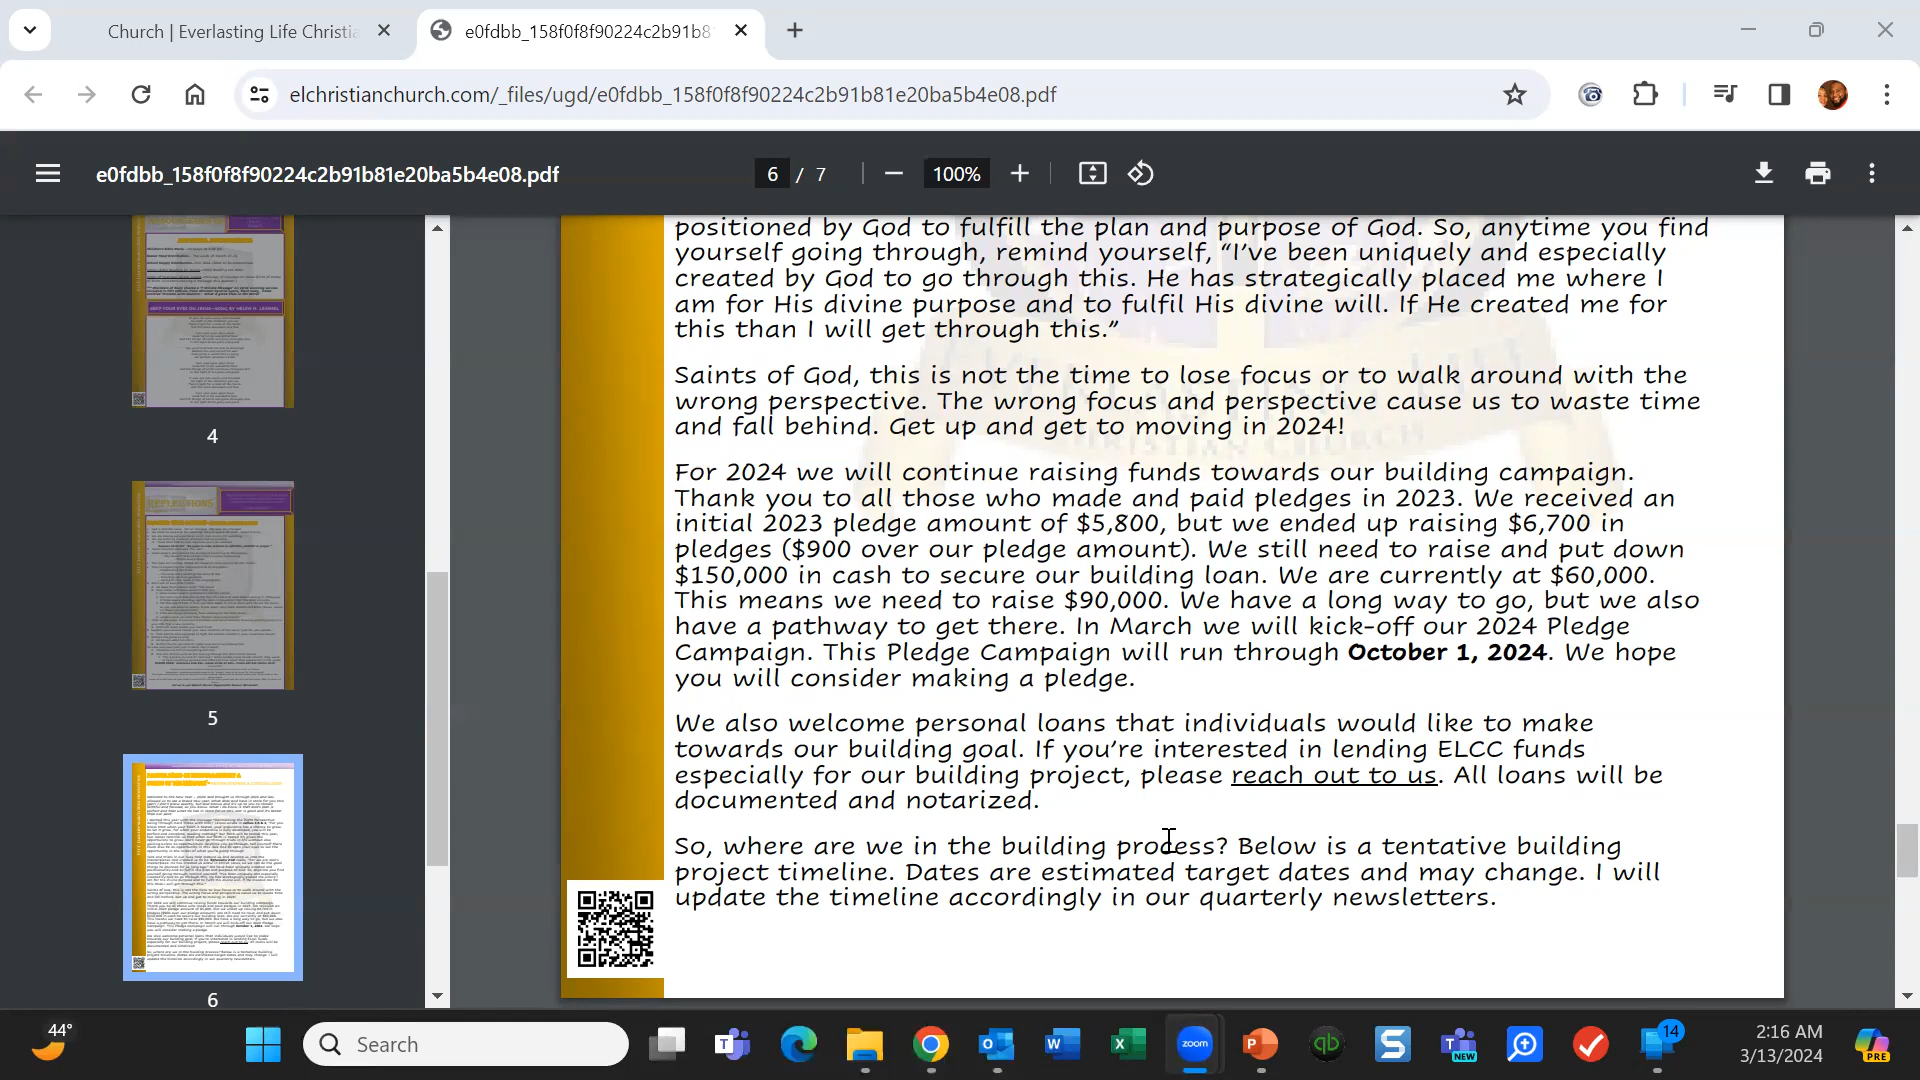 Church | Everlasting Life Christia
e0fdbb_158f0f8f90224c2b91b8
elchristianchurch.com/_files/ugd/e0fdbb_158f0f8f90224c2b91b81e20ba5b4e08.pdf
e0fdbb_158f0f8f90224c2b91b81e20ba5b4e08.pdf
6 / 7
100%
4
REFLECTIONS
5
6
positioned by God to fulfill the plan and purpose of God. So, anytime you find
yourself going through, remind yourself, “I’ve been uniquely and especially
created by God to go through this. He has strategically placed me where I
am for His divine purpose and to fulfil His divine will. If He created me for
this than I will get through this.”
Saints of God, this is not the time to lose focus or to walk around with the
wrong perspective. The wrong focus and perspective cause us to waste time
and fall behind. Get up and get to moving in 2024!
For 2024 we will continue raising funds towards our building campaign.
Thank you to all those who made and paid pledges in 2023. We received an
initial 2023 pledge amount of $5,800, but we ended up raising $6,700 in
pledges ($900 over our pledge amount). We still need to raise and put down
$150,000 in cash to secure our building loan. We are currently at $60,000.
This means we need to raise $90,000. We have a long way to go, but we also
have a pathway to get there. In March we will kick-off our 2024 Pledge
Campaign. This Pledge Campaign will run through October 1, 2024. We hope
you will consider making a pledge.
We also welcome personal loans that individuals would like to make
towards our building goal. If you’re interested in lending ELCC funds
especially for our building project, please reach out to us. All loans will be
documented and notarized.
So, where are we in the building process? Below is a tentative building
project timeline. Dates are estimated target dates and may change. I will
update the timeline accordingly in our quarterly newsletters.
44°
Search
zoom
NEW
14
2:16 AM
3/13/2024
PRE